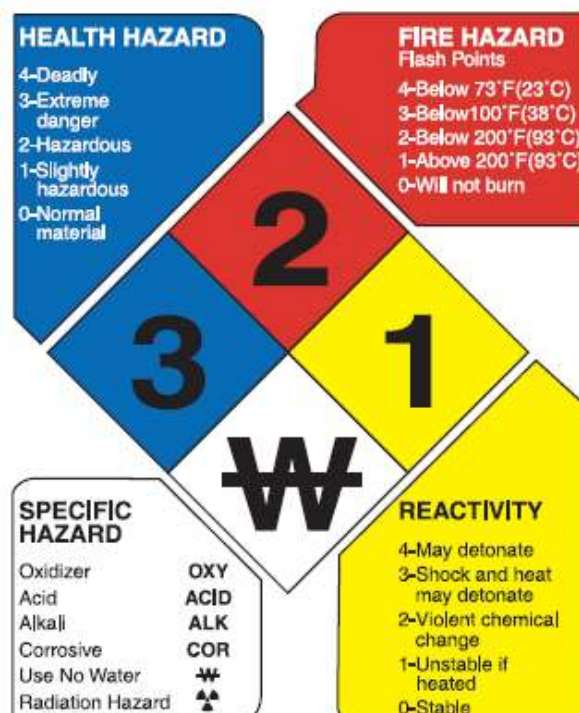 HEALTH HAZARD
4-Deadly
3-Extreme
danger
2-Hazardous
1-Slightly
hazardous
0-Normal
material
FIRE HAZARD
Flash Points
4-Below 73°F(23°C)
3-Below100°F(38°C)
2-Below 200°F(93°C)
1-Above 200°F(93°C)
0-Will not burn
2
3
1
W
SPECIFIC
HAZARD
Oxidizer OXY
Acid ACID
Alkali ALK
Corrosive COR
Use No Water W
Radiation Hazard
REACTIVITY
4-May detonate
3-Shock and heat
may detonate
2-Violent chemical
change
1-Unstable if
heated
0-Stable